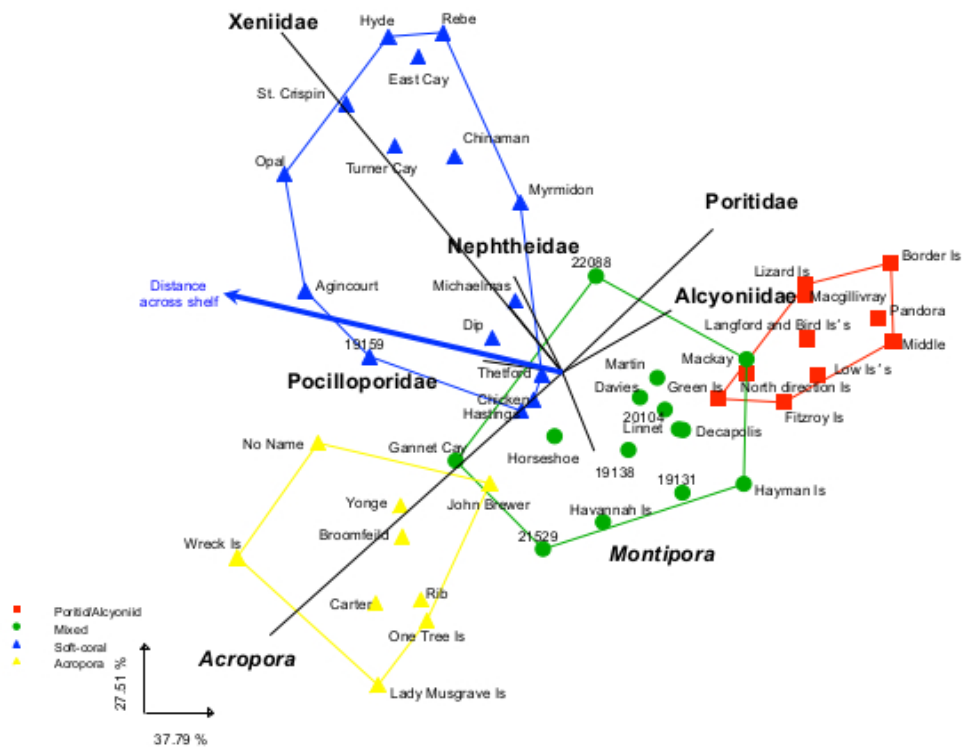 Hyde
Rebe
Xeniidae
East Cay
St. Crispin
Chinaman
Opal
Turner Cay
Myrmidon
Poritidae
Nephtheidae
22088
Border Is
Lizard Is
Distance
across shelf
Agincourt
Michaelmas
Alcyoniidae
Macgillivray
Pandora
Langford and Bird Is's
Dip
19159
Middle
Mackay
Martin
Low Is's
Pocilloporidae
Thetford
Davies
Green Is
North direction Is
Chicken
Hastings
20104
Fitzroy Is
Linnet
Decapolis
No Name
Gannet Cay
Horseshoe
19138
19131
Hayman Is
Yonge
John Brewer
Havannah Is
Broomfeild
21529
Wreck Is
Montipora
Carter
Rib
Poritid/Alcyoniid
Mixed
Soft-coral
Acropora
One Tree Is
Acropora
27.51 %
Lady Musgrave Is
37.79 %